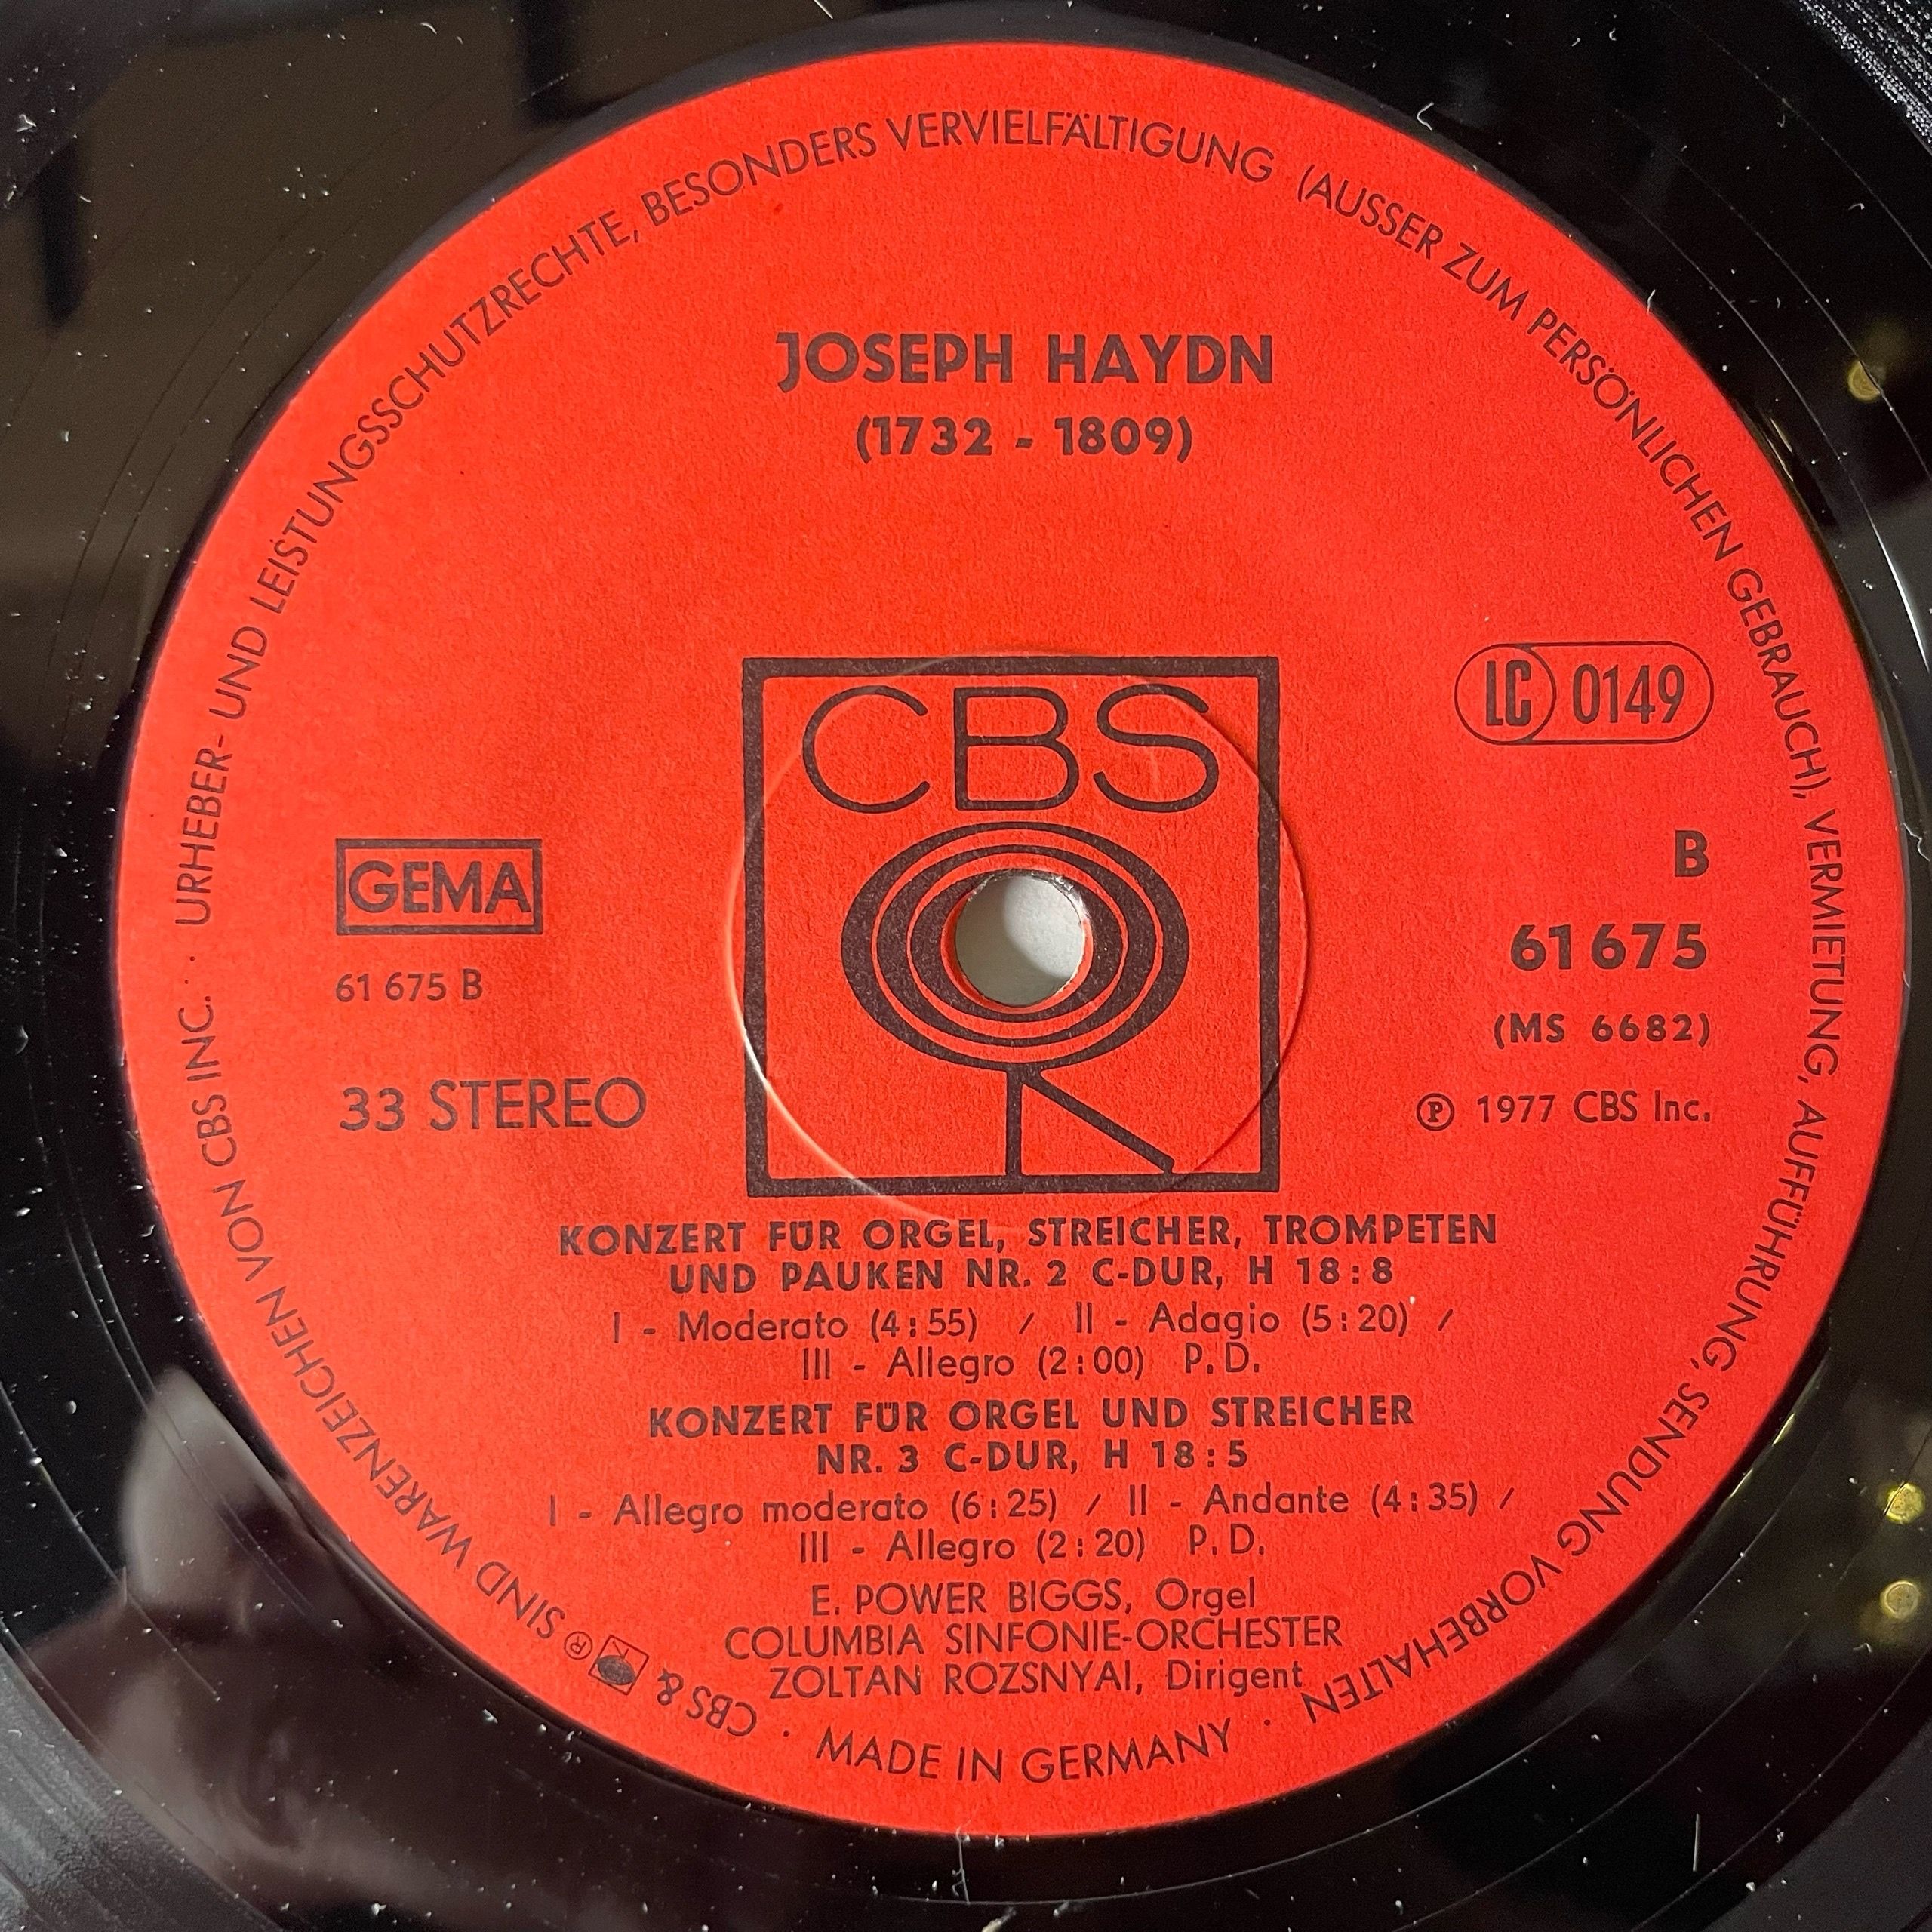 URHEBER- UND LEISTUNGSSCHUTZRECHTE, BESONDERS VERVIELFÄLTIGUNG (AUSSER ZUM PERSÖNLICHEN GEBRAUCH), VERMIETUNG, AUFFÜHRUNG, SENDUNG VORBEHALTEN
JOSEPH HAYDN
(1732 - 1809)
CBS
LC 0149
GEMA
61 675 B
33 STEREO
B
61 675
(MS 6682)
℗ 1977 CBS Inc.
KONZERT FÜR ORGEL, STREICHER, TROMPETEN
UND PAUKEN NR. 2 C-DUR, H 18:8
I - Moderato (4:55) / II - Adagio (5:20) /
III - Allegro (2:00) P.D.
KONZERT FÜR ORGEL UND STREICHER
NR. 3 C-DUR, H 18:5
I - Allegro moderato (6:25) / II - Andante (4:35) /
III - Allegro (2:20) P.D.
E. POWER BIGGS, Orgel
COLUMBIA SINFONIE-ORCHESTER
ZOLTAN ROZSNYAI, Dirigent
· MADE IN GERMANY ·
CBS & ® SIND WARENZEICHEN VON CBS INC. ·